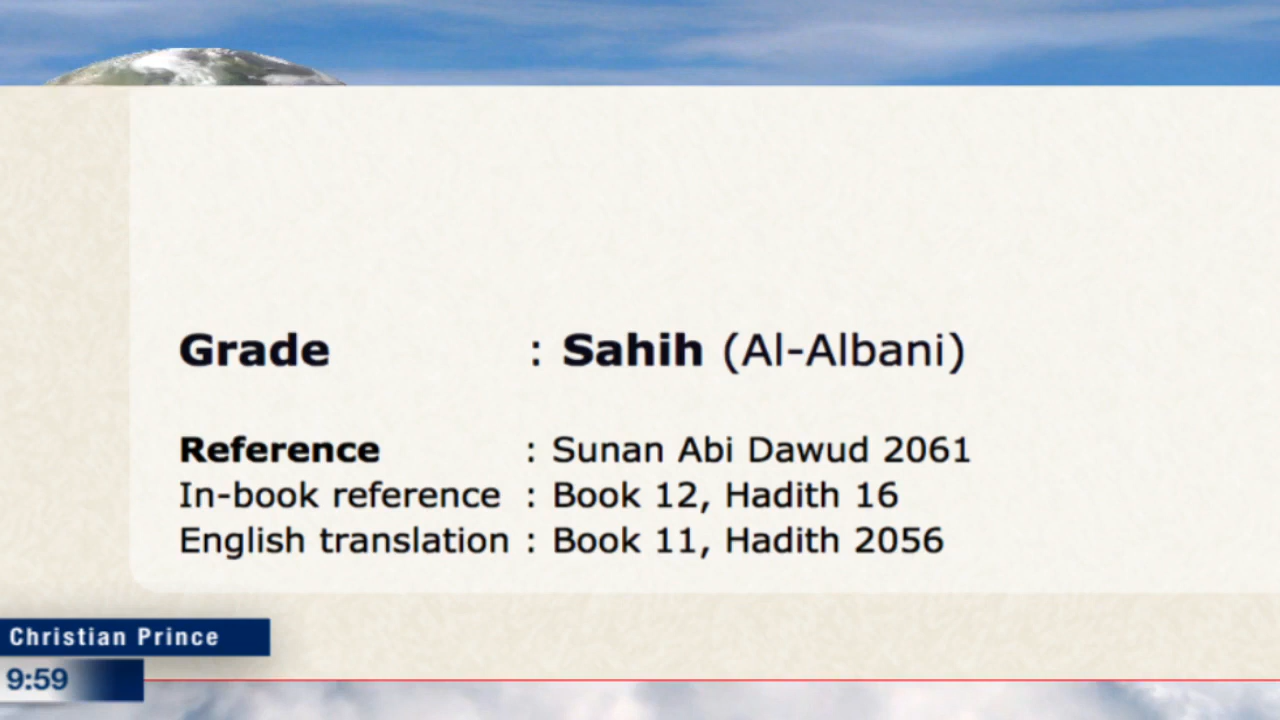 Grade : Sahih (Al-Albani)
Reference : Sunan Abi Dawud 2061
In-book reference : Book 12, Hadith 16
English translation : Book 11, Hadith 2056
Christian Prince
9:59